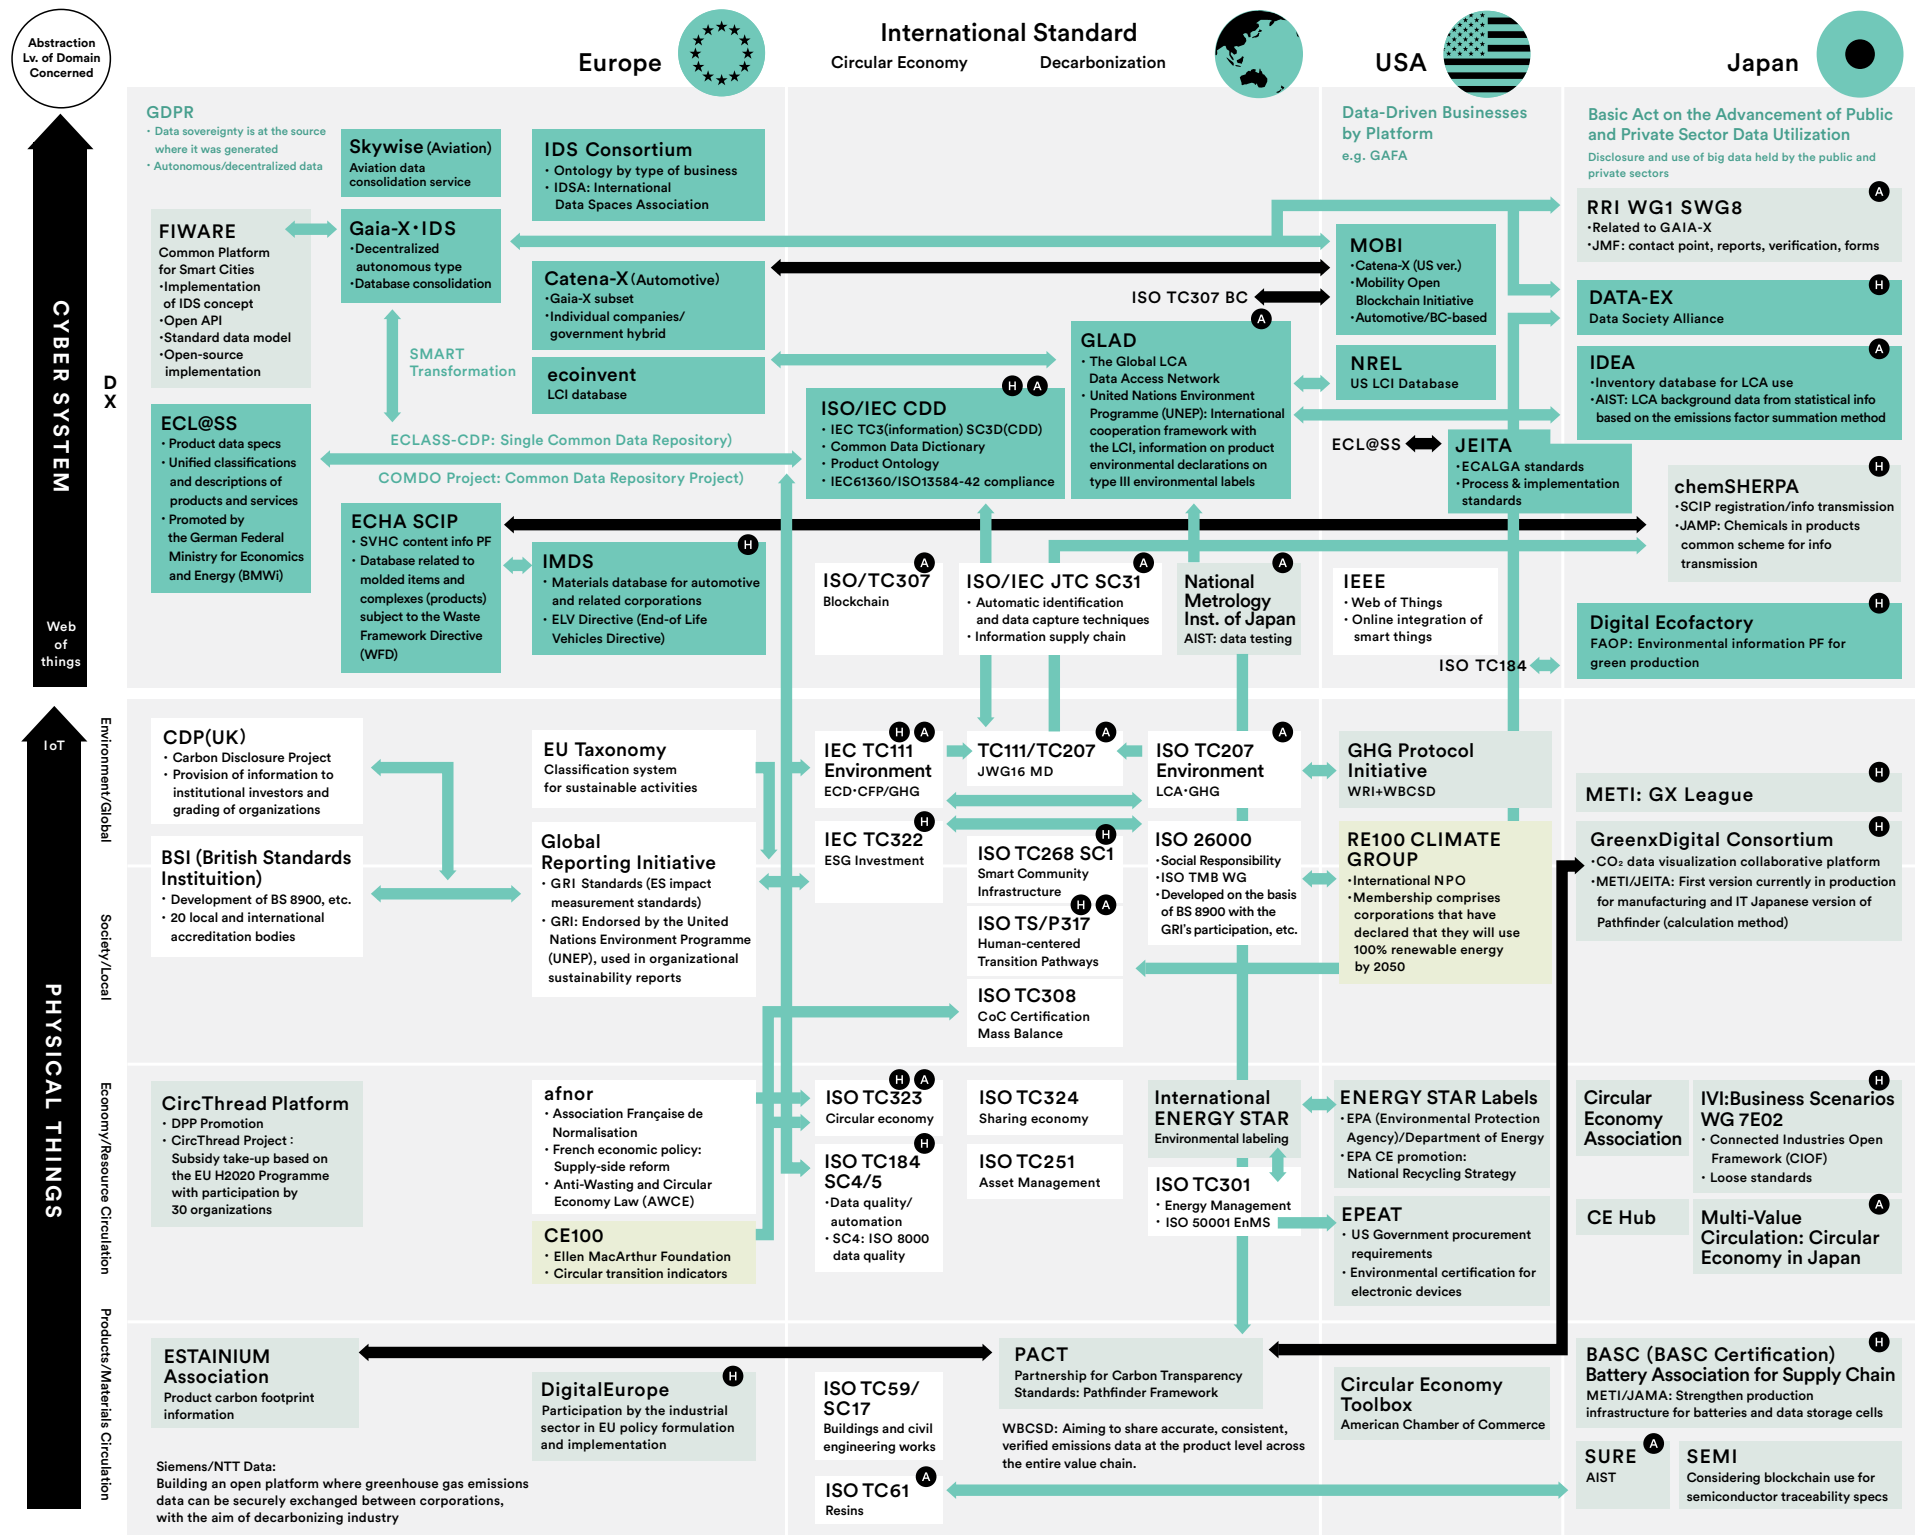 Abstraction
Lv. of Domain
Concerned
Europe
International Standard
Circular Economy
Decarbonization
USA
Japan
CYBER SYSTEM
Web
of
things
D
X
GDPR
・Data sovereignty is at the source
where it was generated
・Autonomous/decentralized data
Skywise (Aviation)
Aviation data
consolidation service
IDS Consortium
・Ontology by type of business
・IDSA: International
Data Spaces Association
FIWARE
Common Platform
for Smart Cities
・Implementation
of IDS concept
・Open API
・Standard data model
・Open-source
implementation
Gaia-X・IDS
・Decentralized
autonomous type
・Database consolidation
Catena-X (Automotive)
・Gaia-X subset
・Individual companies/
government hybrid
SMART
Transformation
ecoinvent
LCI database
ECL@SS
・Product data specs
・Unified classifications
and descriptions of
products and services
・Promoted by
the German Federal
Ministry for Economics
and Energy (BMWi)
ECLASS-CDP: Single Common Data Repository)
COMDO Project: Common Data Repository Project)
ECHA SCIP
・SVHC content info PF
・Database related to
molded items and
complexes (products)
subject to the Waste
Framework Directive
(WFD)
H
IMDS
・Materials database for automotive
and related corporations
・ELV Directive (End-of Life
Vehicles Directive)
ISO TC307 BC
A
GLAD
・The Global LCA
Data Access Network
・United Nations Environment
Programme (UNEP): International
cooperation framework with
the LCI, information on product
environmental declarations on
type III environmental labels
H A
ISO/IEC CDD
・IEC TC3(information) SC3D(CDD)
・Common Data Dictionary
・Product Ontology
・IEC61360/ISO13584-42 compliance
A
ISO/TC307
Blockchain
A
ISO/IEC JTC SC31
・Automatic identification
and data capture techniques
・Information supply chain
A
National
Metrology
Inst. of Japan
AIST: data testing
Data-Driven Businesses
by Platform
e.g. GAFA
MOBI
・Catena-X (US ver.)
・Mobility Open
Blockchain Initiative
・Automotive/BC-based
NREL
US LCI Database
ECL@SS
JEITA
・ECALGA standards
・Process & implementation
standards
IEEE
・Web of Things
・Online integration of
smart things
ISO TC184
Basic Act on the Advancement of Public
and Private Sector Data Utilization
Disclosure and use of big data held by the public and
private sectors
A
RRI WG1 SWG8
・Related to GAIA-X
・JMF: contact point, reports, verification, forms
H
DATA-EX
Data Society Alliance
A
IDEA
・Inventory database for LCA use
・AIST: LCA background data from statistical info
based on the emissions factor summation method
H
chemSHERPA
・SCIP registration/info transmission
・JAMP: Chemicals in products
common scheme for info
transmission
H
Digital Ecofactory
FAOP: Environmental information PF for
green production
IoT
PHYSICAL THINGS
Environment/Global
Society/Local
Economy/Resource Circulation
Products/Materials Circulation
CDP(UK)
・Carbon Disclosure Project
・Provision of information to
institutional investors and
grading of organizations
BSI (British Standards
Instituition)
・Development of BS 8900, etc.
・20 local and international
accreditation bodies
EU Taxonomy
Classification system
for sustainable activities
Global
Reporting Initiative
・GRI Standards (ES impact
measurement standards)
・GRI: Endorsed by the United
Nations Environment Programme
(UNEP), used in organizational
sustainability reports
H A
IEC TC111
Environment
ECD・CFP/GHG
A
TC111/TC207
JWG16 MD
A
ISO TC207
Environment
LCA・GHG
H
IEC TC322
ESG Investment
H
ISO TC268 SC1
Smart Community
Infrastructure
H A
ISO TS/P317
Human-centered
Transition Pathways
ISO TC308
CoC Certification
Mass Balance
ISO 26000
・Social Responsibility
・ISO TMB WG
・Developed on the basis
of BS 8900 with the
GRI's participation, etc.
GHG Protocol
Initiative
WRI+WBCSD
RE100 CLIMATE
GROUP
・International NPO
・Membership comprises
corporations that have
declared that they will use
100% renewable energy
by 2050
H
METI: GX League
H
GreenxDigital Consortium
・CO₂ data visualization collaborative platform
・METI/JEITA: First version currently in production
for manufacturing and IT Japanese version of
Pathfinder (calculation method)
CircThread Platform
・DPP Promotion
・CircThread Project :
Subsidy take-up based on
the EU H2020 Programme
with participation by
30 organizations
afnor
・Association Française de
Normalisation
・French economic policy:
Supply-side reform
・Anti-Wasting and Circular
Economy Law (AWCE)
CE100
・Ellen MacArthur Foundation
・Circular transition indicators
H A
ISO TC323
Circular economy
H
ISO TC184
SC4/5
・Data quality/
automation
・SC4: ISO 8000
data quality
ISO TC324
Sharing economy
ISO TC251
Asset Management
International
ENERGY STAR
Environmental labeling
ISO TC301
・Energy Management
・ISO 50001 EnMS
ENERGY STAR Labels
・EPA (Environmental Protection
Agency)/Department of Energy
・EPA CE promotion:
National Recycling Strategy
EPEAT
・US Government procurement
requirements
・Environmental certification for
electronic devices
Circular
Economy
Association
H
IVI:Business Scenarios
WG 7E02
・Connected Industries Open
Framework (CIOF)
・Loose standards
CE Hub
A
Multi-Value
Circulation: Circular
Economy in Japan
ESTAINIUM
Association
Product carbon footprint
information
H
DigitalEurope
Participation by the industrial
sector in EU policy formulation
and implementation
Siemens/NTT Data:
Building an open platform where greenhouse gas emissions
data can be securely exchanged between corporations,
with the aim of decarbonizing industry
ISO TC59/
SC17
Buildings and civil
engineering works
A
ISO TC61
Resins
PACT
Partnership for Carbon Transparency
Standards: Pathfinder Framework
WBCSD: Aiming to share accurate, consistent,
verified emissions data at the product level across
the entire value chain.
Circular Economy
Toolbox
American Chamber of Commerce
H
BASC (BASC Certification)
Battery Association for Supply Chain
METI/JAMA: Strengthen production
infrastructure for batteries and data storage cells
A
SURE
AIST
SEMI
Considering blockchain use for
semiconductor traceability specs